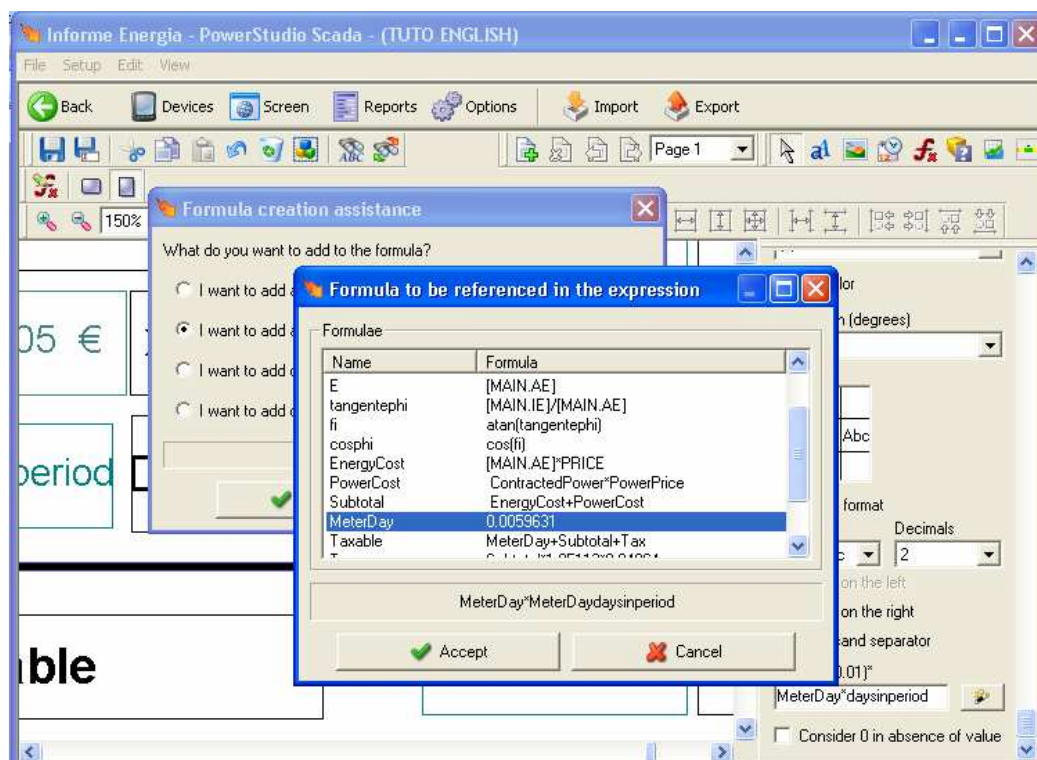 Informe Energia - PowerStudio Scada - (TUTO ENGLISH)
File Setup Edit View
Back Devices Screen Reports Options Import Export
Page 1
150%
Formula creation assistance
What do you want to add to the formula?
I want to add
I want to add
I want to add
I want to add
Formula to be referenced in the expression
Formulae
Name Formula
E [MAIN.AE]
tangentephi [MAIN.IE]/[MAIN.AE]
fi atan(tangentephi)
cosphi cos(fi)
EnergyCost [MAIN.AE]*PRICE
PowerCost ContractedPower*PowerPrice
Subtotal EnergyCost+PowerCost
MeterDay 0.0059631
Taxable MeterDay+Subtotal+Tax
MeterDay*MeterDaydaysinperiod
Accept Cancel
05 €
period
able
lor
(degrees)
Abc
format
Decimals
2
on the left
on the right
and separator
.01)*
MeterDay*daysinperiod
Consider 0 in absence of value